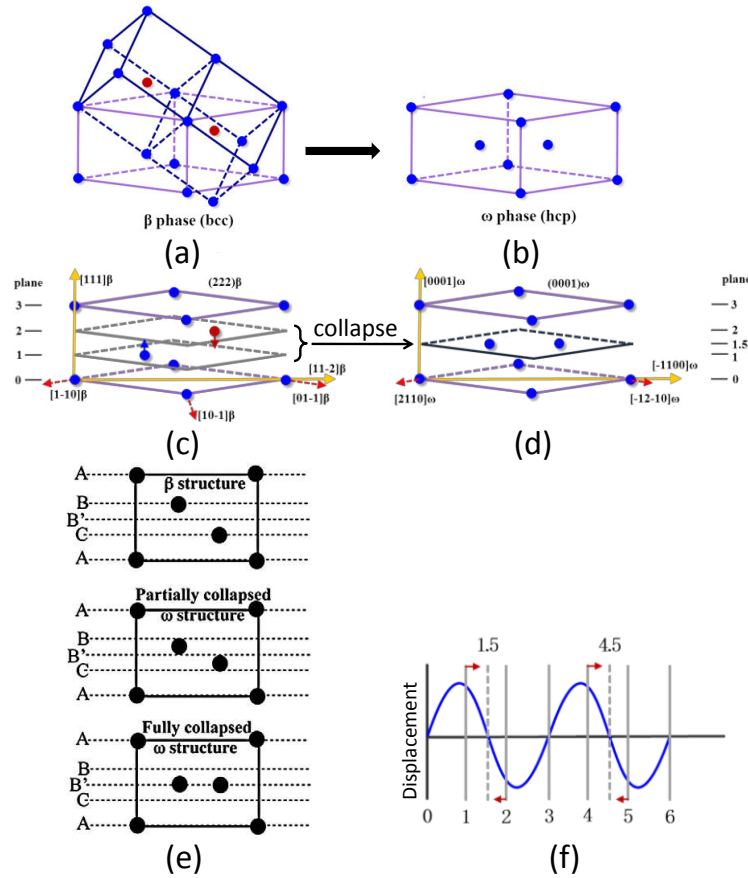 β phase (bcc)
ω phase (hcp)
(a)
(b)
plane
[111]β
(222)β
3
2
1
0
[1-10]β
[10-1]β
[11-2]β
[01-1]β
collapse
[0001]ω
(0001)ω
plane
3
2
1.5
1
0
[-1100]ω
[2110]ω
[-12-10]ω
(c)
(d)
A
β structure
B
B'
C
A
Partially collapsed
A
ω structure
B
B'
C
A
Fully collapsed
A
ω structure
B
B'
C
A
(e)
1.5
4.5
Displacement
0 1 2 3 4 5 6
(f)